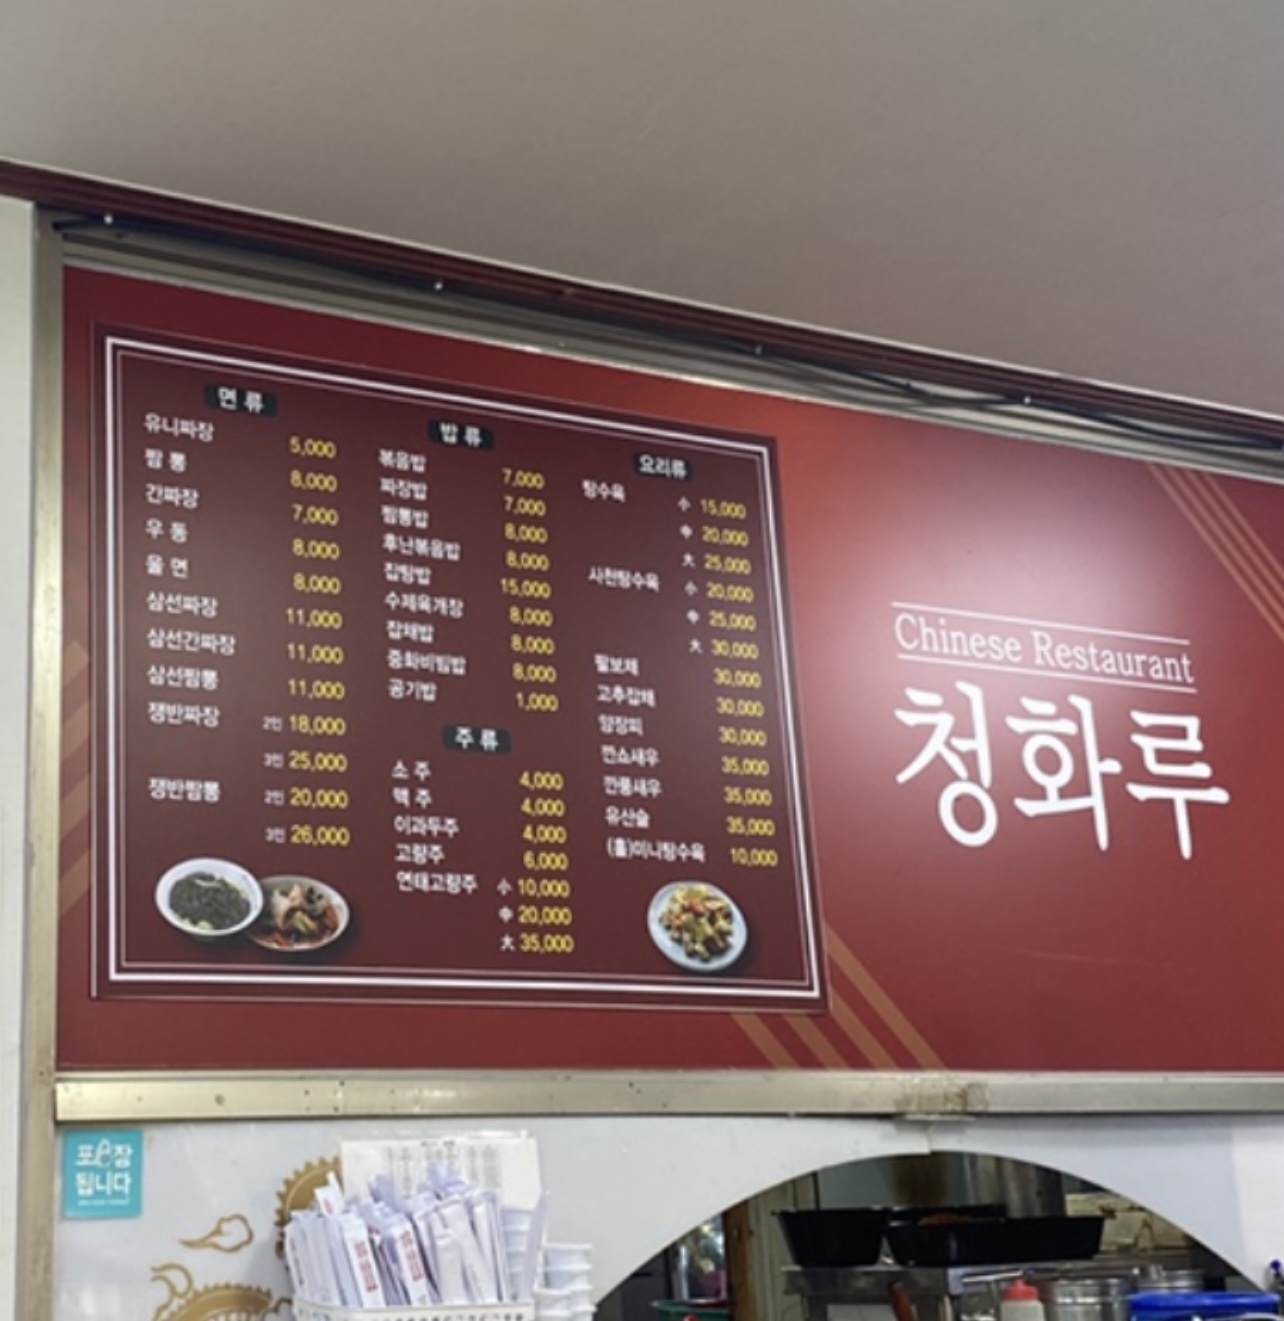 면 류
유니짜장 5,000
짬 뽕 8,000
간짜장 7,000
우 동 8,000
울 면 8,000
삼선짜장 11,000
삼선간짜장 11,000
삼선짬뽕 11,000
쟁반짜장 2인 18,000
3인 25,000
쟁반짬뽕 2인 20,000
3인 26,000
밥 류
볶음밥 7,000
짜장밥 7,000
짬뽕밥 8,000
후난볶음밥 8,000
잡탕밥 15,000
수제육개장 8,000
잡채밥 8,000
중화비빔밥 8,000
공기밥 1,000
주 류
소 주 4,000
맥 주 4,000
이과두주 4,000
고량주 6,000
연태고량주 小 10,000
中 20,000
大 35,000
요리류
탕수육 小 15,000
中 20,000
大 25,000
사천탕수육 小 20,000
中 25,000
大 30,000
팔보채 30,000
고추잡채 30,000
양장피 30,000
깐쇼새우 35,000
깐풍새우 35,000
유산슬 35,000
(홀)미니탕수육 10,000
Chinese Restaurant
청화루
포장
됩니다